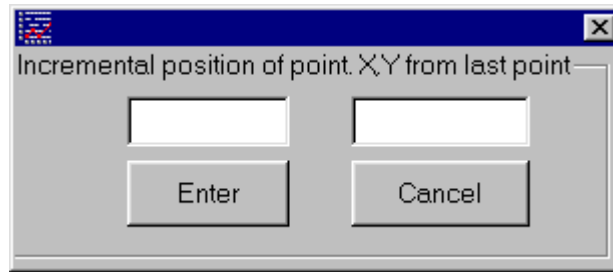 Incremental position of point. X,Y from last point
Enter
Cancel